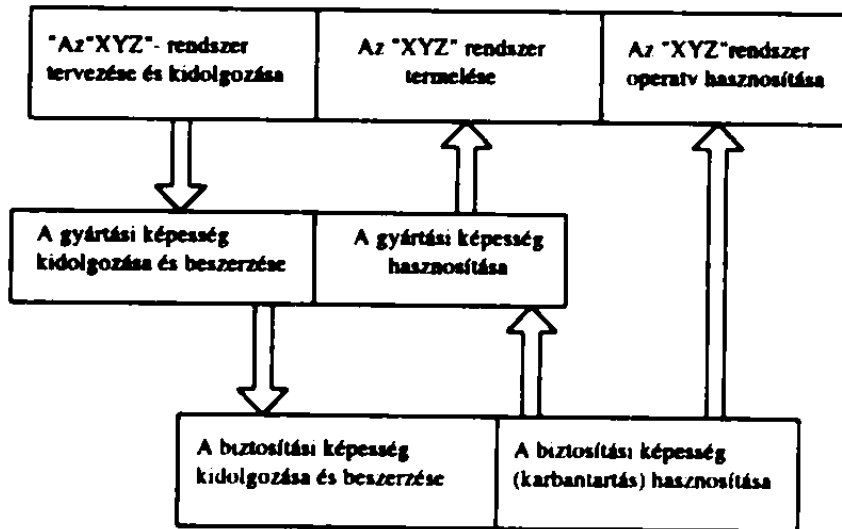 "Az"XYZ"- rendszer
tervezése és kidolgozása
Az "XYZ" rendszer
termelése
Az "XYZ"rendszer
operatv hasznosítása
A gyártási képesség
kidolgozása és beszerzése
A gyártási képesség
hasznosítása
A biztosítási képesség
kidolgozása és beszerzése
A biztosítási képesség
(karbantartás) hasznosítása